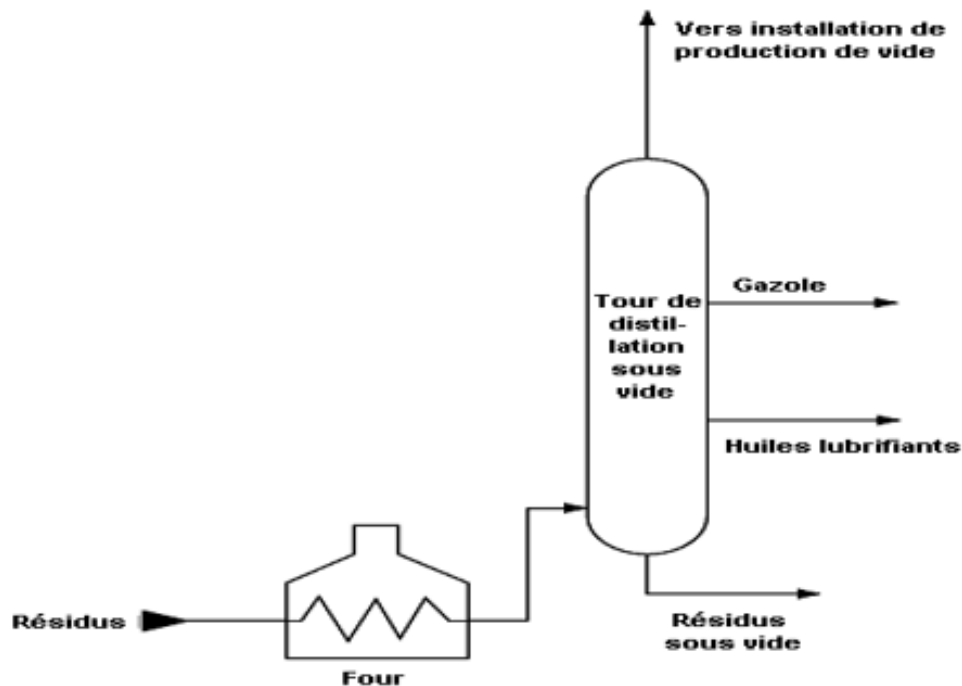 Vers installation de
production de vide
Gazole
Tour de
distil-
lation
sous
vide
Huiles lubrifiants
Résidus
Four
Résidus
sous vide